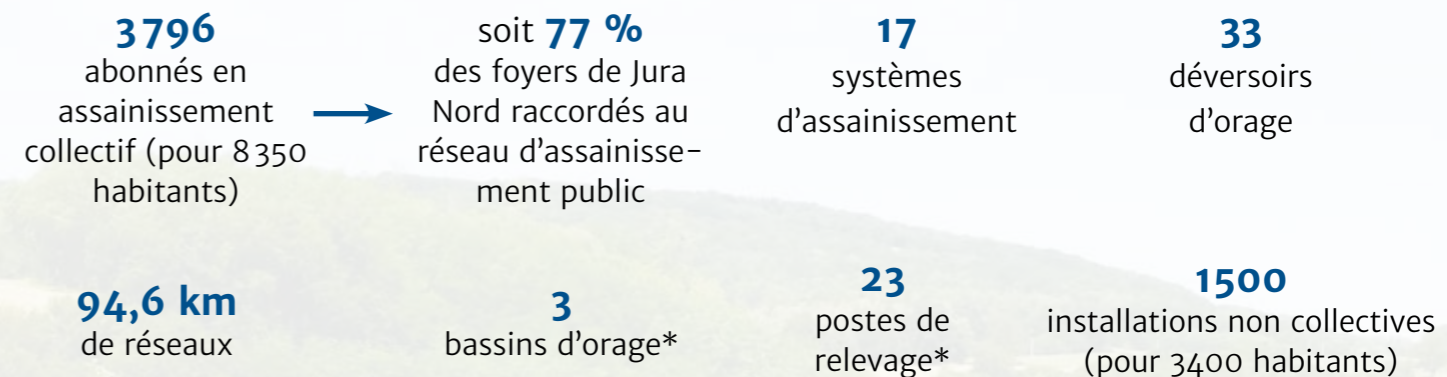 3796
abonnés en
assainissement
collectif (pour 8350
habitants)
soit 77 %
des foyers de Jura
Nord raccordés au
réseau d'assainisse-
ment public
17
systèmes
d'assainissement
33
déversoirs
d'orage
94,6 km
de réseaux
3
bassins d'orage*
23
postes de
relevage*
1500
installations non collectives
(pour 3400 habitants)